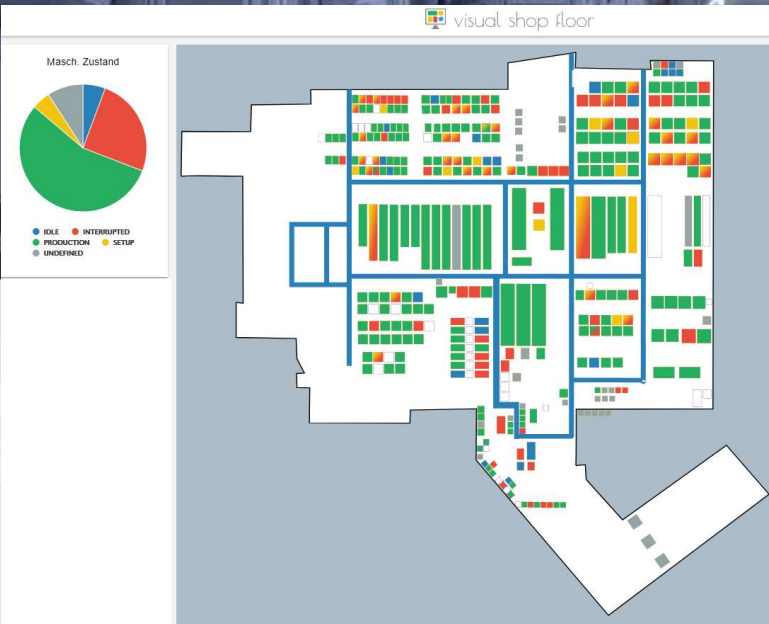 visual shop floor
Masch. Zustand
IDLE INTERRUPTED
PRODUCTION SETUP
UNDEFINED